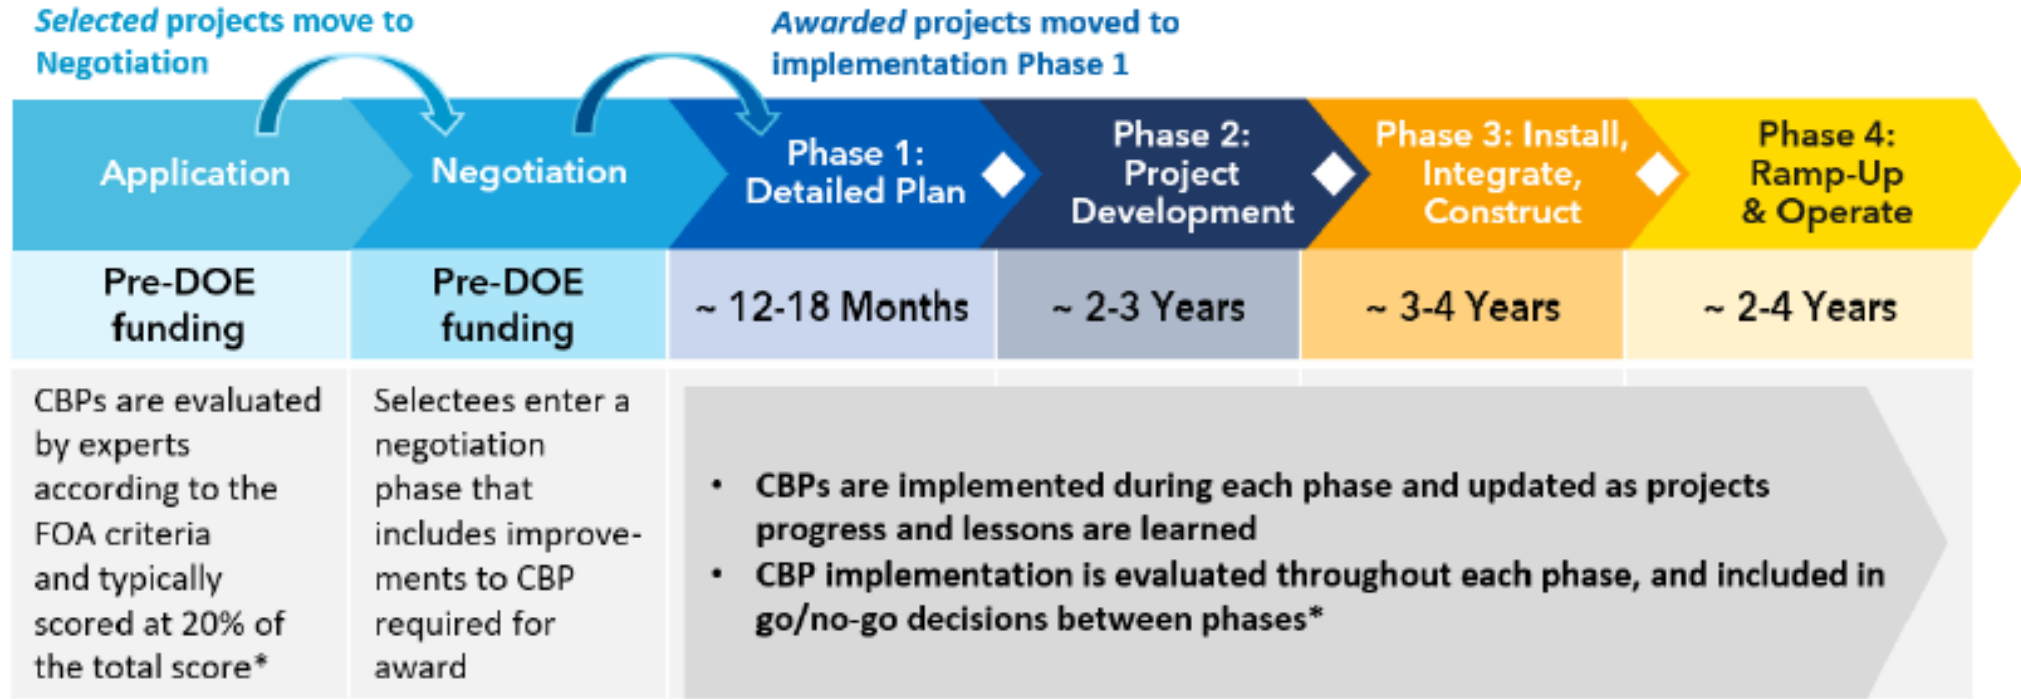 Selected projects move to
Negotiation
Awarded projects moved to
implementation Phase 1
Application
Negotiation
Phase 1:
Detailed Plan
Phase 2:
Project
Development
Phase 3: Install,
Integrate,
Construct
Phase 4:
Ramp-Up
& Operate
Pre-DOE
funding
Pre-DOE
funding
~ 12-18 Months
~ 2-3 Years
~ 3-4 Years
~ 2-4 Years
CBPs are evaluated
by experts
according to the
FOA criteria
and typically
scored at 20% of
the total score*
Selectees enter a
negotiation
phase that
includes improve-
ments to CBP
required for
award
• CBPs are implemented during each phase and updated as projects
progress and lessons are learned
• CBP implementation is evaluated throughout each phase, and included in
go/no-go decisions between phases*